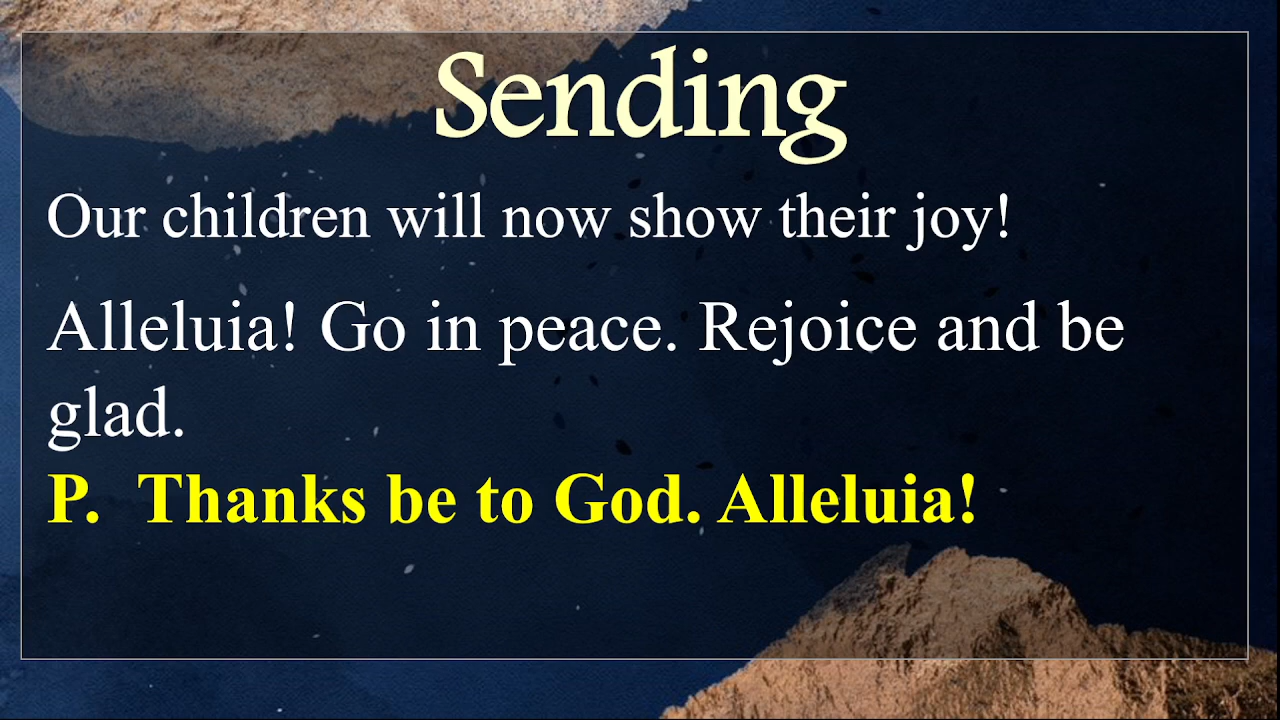 Sending
Our children will now show their joy!
Alleluia! Go in peace. Rejoice and be
glad.
P. Thanks be to God. Alleluia!